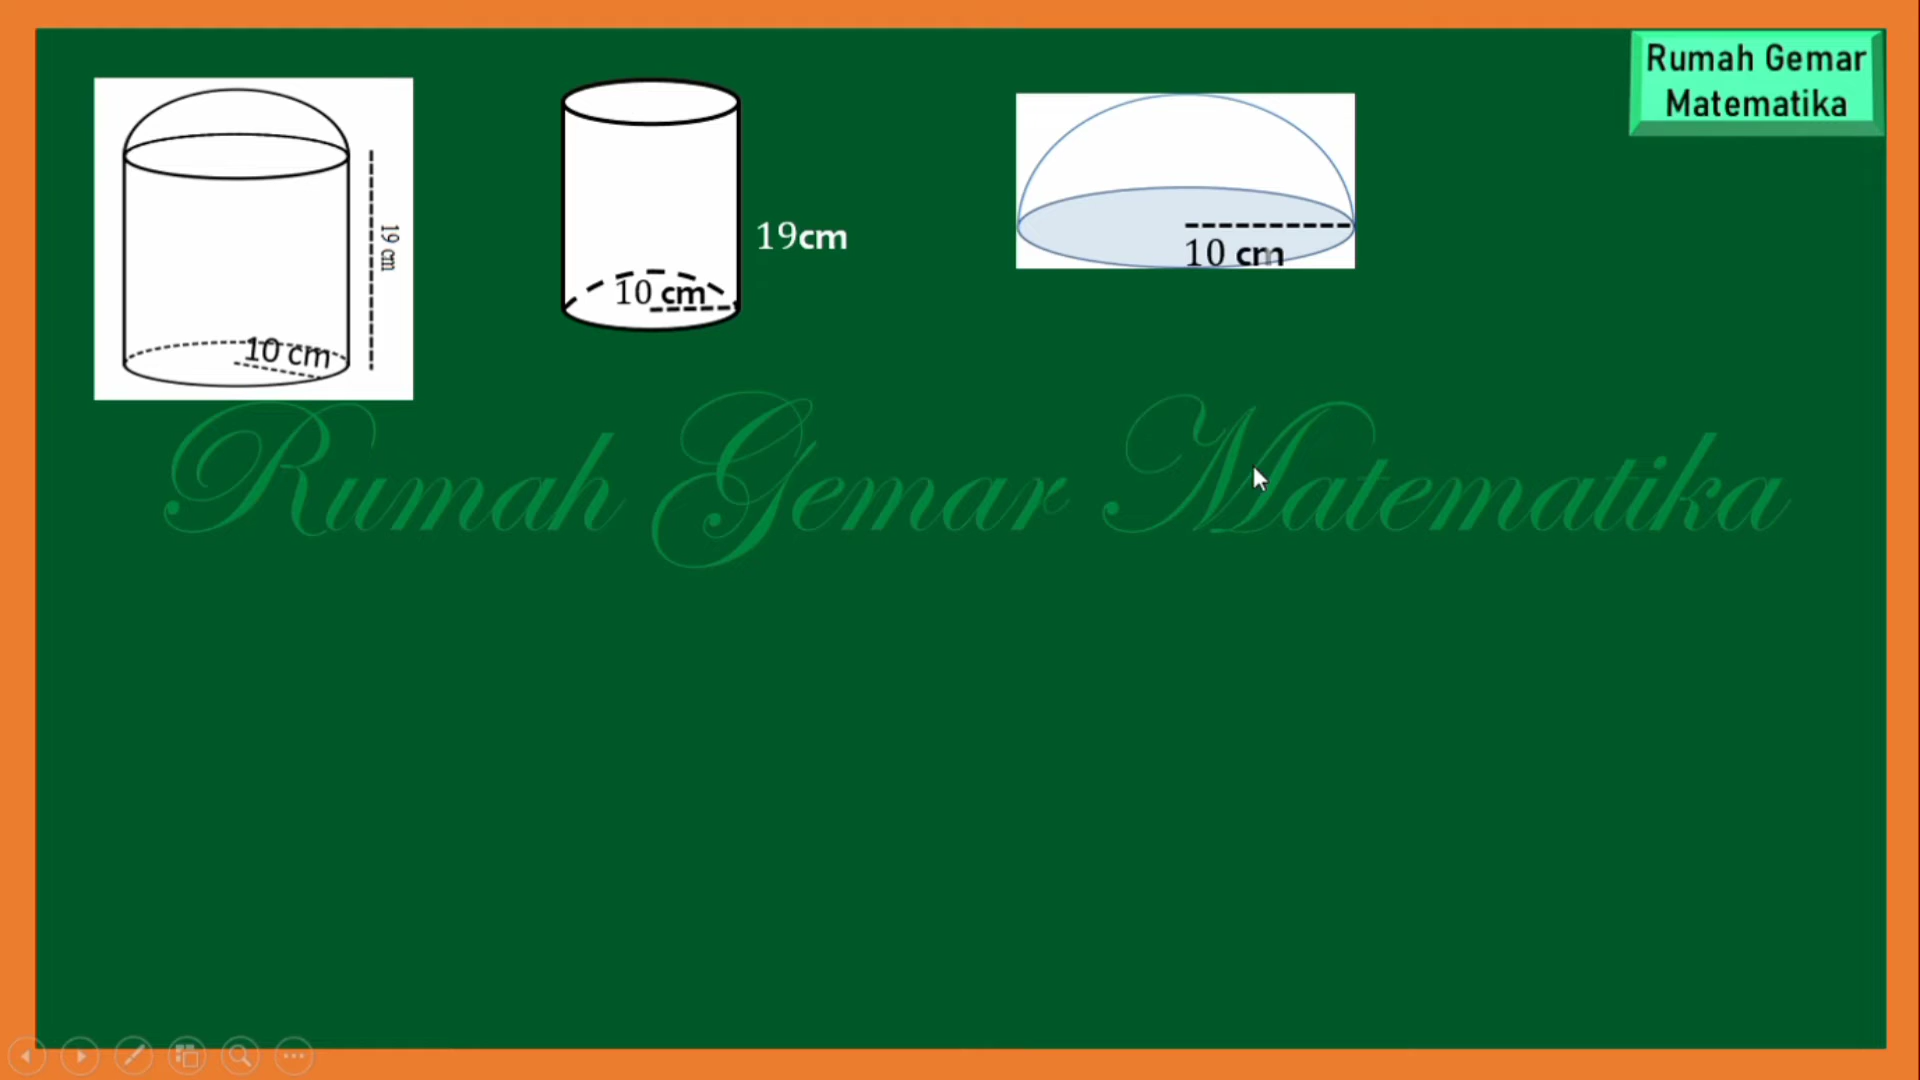 Rumah Gemar
Matematika
19 cm
10 cm
19cm
10 cm
10 cm
Rumah Gemar Matematika